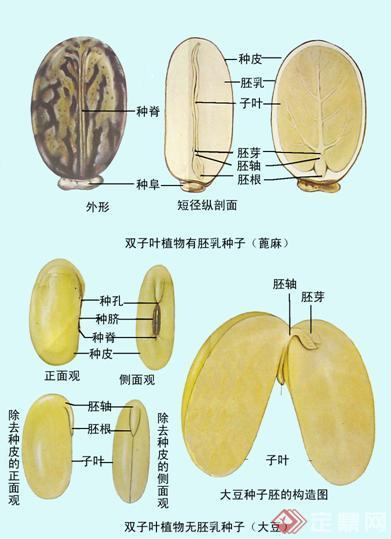 种皮
胚乳
种脊
子叶
胚芽
胚轴
胚根
种阜
外形
短径纵剖面
双子叶植物有胚乳种子(蓖麻)
种孔
种脐
种脊
种皮
正面观
侧面观
胚轴
胚芽
除去种皮的正面观
胚轴
胚根
子叶
除去种皮的侧面观
子叶
大豆种子胚的构造图
双子叶植物无胚乳种子(大豆)
定鼎网